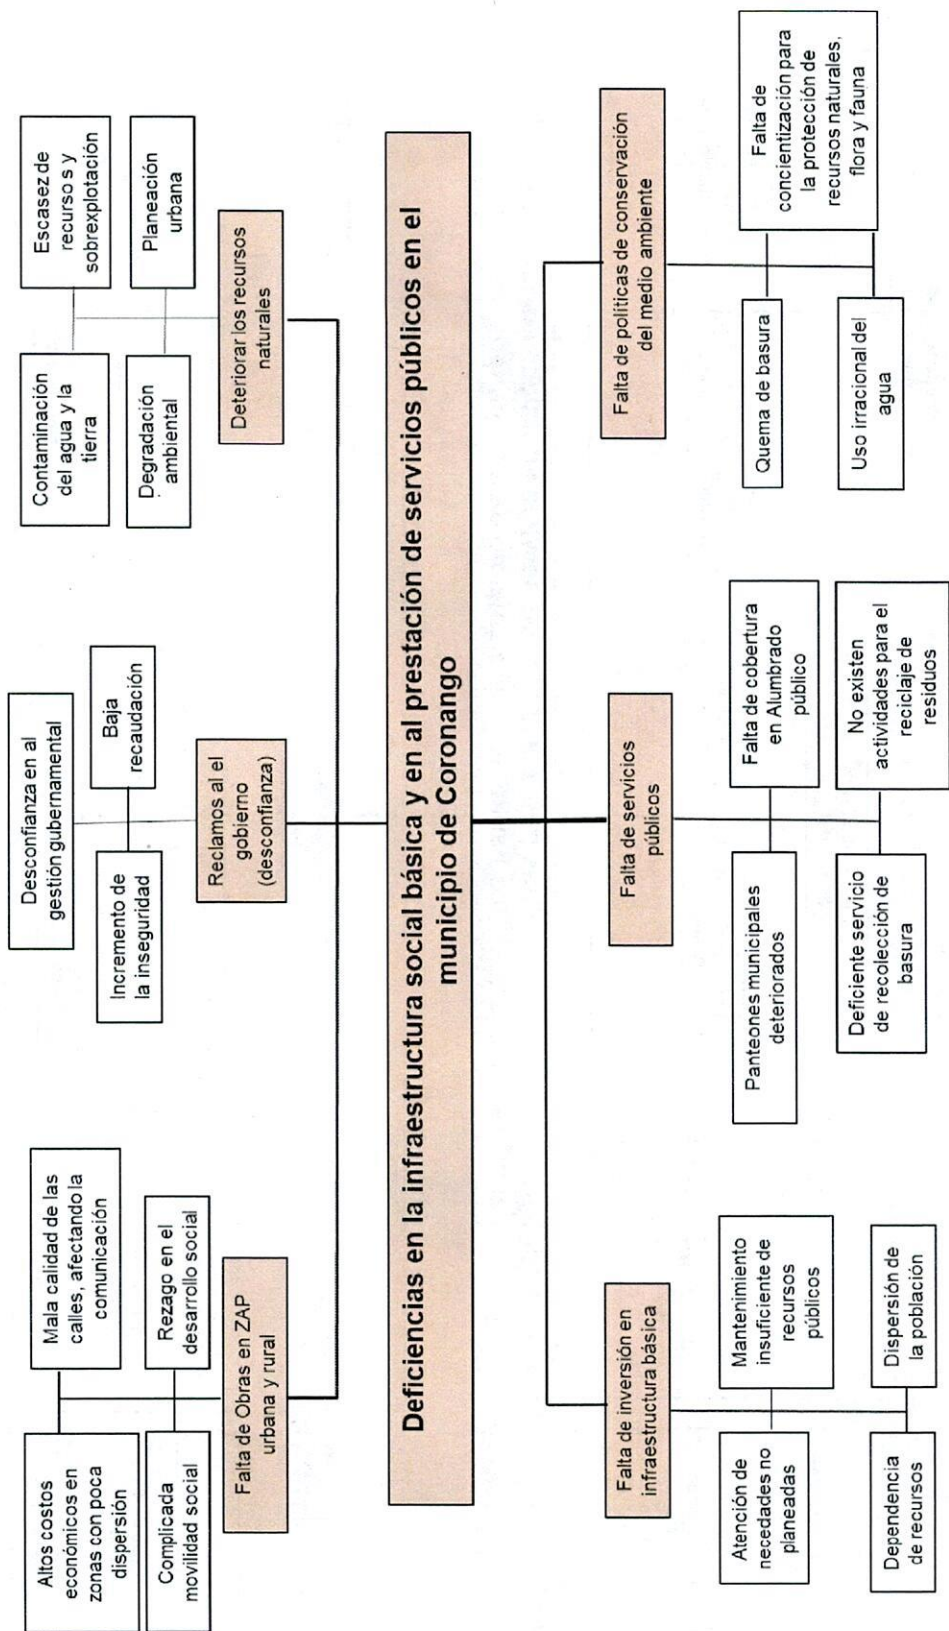 Altos costos
económicos en
zonas con poca
dispersión
Mala calidad de las
calles, afectando la
comunicación
Complicada
movilidad social
Rezago en el
desarrollo social
Falta de Obras en ZAP
urbana y rural
Desconfianza en al
gestión gubernamental
Incremento de
la inseguridad
Baja
recaudación
Reclamos al el
gobierno
(desconfianza)
Contaminación
del agua y la
tierra
Escasez de
recurso s y
sobrexplotación
Degradación
ambiental
Planeación
urbana
Deteriorar los recursos
naturales
Deficiencias en la infraestructura social básica y en al prestación de servicios públicos en el
municipio de Coronango
Falta de inversión en
infraestructura básica
Atención de
necedades no
planeadas
Mantenimiento
insuficiente de
recursos
públicos
Dependencia
de recursos
Dispersión de
la población
Falta de servicios
públicos
Panteones municipales
deteriorados
Falta de cobertura
en Alumbrado
público
Deficiente servicio
de recolección de
basura
No existen
actividades para el
reciclaje de
residuos
Falta de políticas de conservación
del medio ambiente
Quema de basura
Falta de
concientización para
la protección de
recursos naturales,
flora y fauna
Uso irracional del
agua